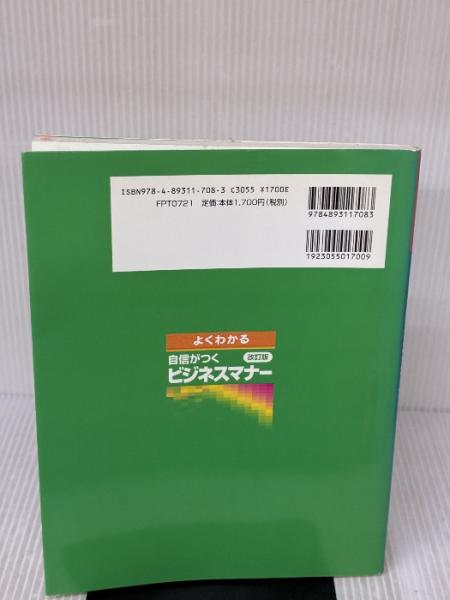 ISBN978-4-89311-708-3 C3055 ¥1700E
FPT0721 定価:本体1,700円(税別)
9784893117083
1923055017009
よくわかる
自信がつく 改訂版
ビジネスマナー